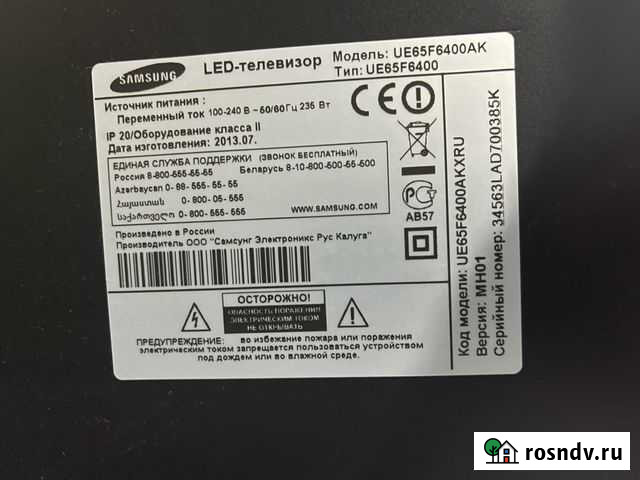 SAMSUNG
LED-телевизор
Модель: UE65F6400AK
Тип: UE65F6400
Источник питания :
Переменный ток 100-240 В ~ 50/60Гц 235 Вт
IP 20/Оборудование класса II
Дата изготовления: 2013.07.
ЕДИНАЯ СЛУЖБА ПОДДЕРЖКИ (ЗВОНОК БЕСПЛАТНЫЙ)
Россия 8-800-555-55-55 Беларусь 8-10-800-500-55-500
Azərbaycan 0-88-555-55-55
Հայաստան 0-800-05-555
საქართველო 0-800-555-555
WWW.SAMSUNG.COM
Произведено в России
Производитель ООО "Самсунг Электроникс Рус Калуга"
CE
АВ57
ОСТОРОЖНО!
ОПАСНОСТЬ ПОРАЖЕНИЯ
ЭЛЕКТРИЧЕСКИМ ТОКОМ
НЕ ОТКРЫВАТЬ
ПРЕДУПРЕЖДЕНИЕ: во избежание пожара или поражения
электрическим током запрещается пользоваться устройством
под дождем или во влажной среде.
Код модели: UE65F6400AKXRU
Версия: MH01
Серийный номер: 34563LAD700385K
rosndv.ru